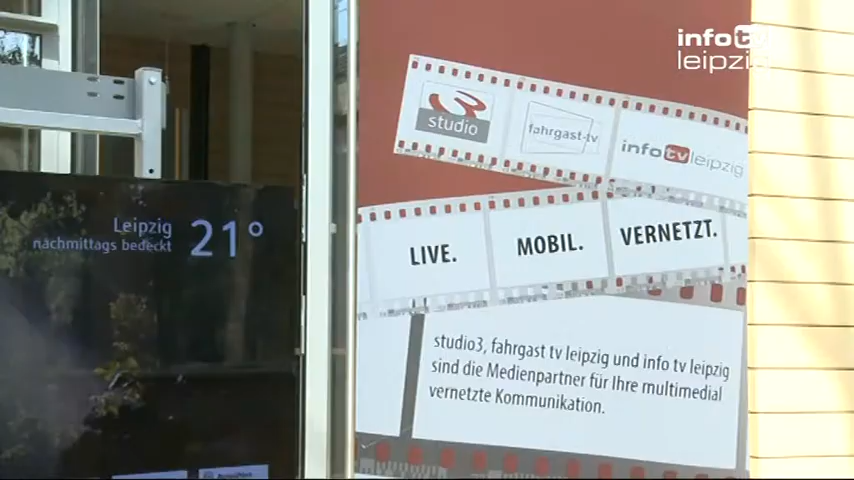 info tv
leipzig
3
studio
fahrgast-tv
info tv leipzig
LIVE.
MOBIL.
VERNETZT.
Leipzig
nachmittags bedeckt
21°
studio3, fahrgast tv leipzig und info tv leipzig
sind die Medienpartner für Ihre multimedial
vernetzte Kommunikation.